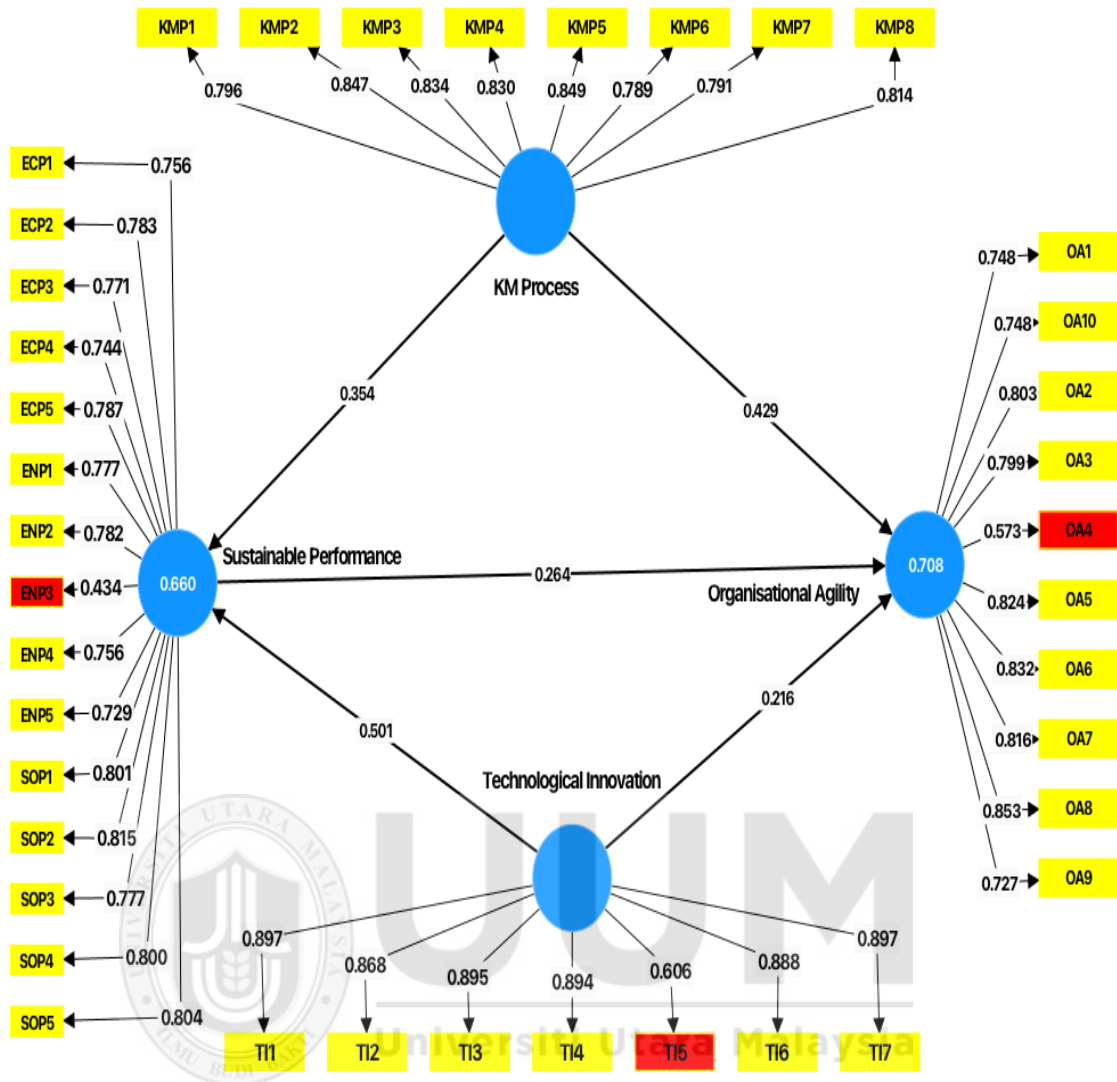 KMP1 KMP2 KMP3 KMP4 KMP5 KMP6 KMP7 KMP8
0.796 0.847 0.834 0.830 0.849 0.789 0.791 0.814
KM Process
ECP1 0.756
ECP2 0.783
ECP3 0.771
ECP4 0.744
ECP5 0.787
ENP1 0.777
ENP2 0.782
ENP3 0.434
ENP4 0.756
ENP5 0.729
SOP1 0.801
SOP2 0.815
SOP3 0.777
SOP4 0.800
SOP5 0.804
0.660
Sustainable Performance
0.354
0.429
0.264
0.501
0.216
Organisational Agility
0.708
0.748 OA1
0.748 OA10
0.803 OA2
0.799 OA3
0.573 OA4
0.824 OA5
0.832 OA6
0.816 OA7
0.853 OA8
0.727 OA9
Technological Innovation
0.897 0.868 0.895 0.894 0.606 0.888 0.897
TI1 TI2 TI3 TI4 TI5 TI6 TI7
UUM
Universiti Utara Malaysia
UNIVERSITI UTARA MALAYSIA
ILMU BUDI BAKTI